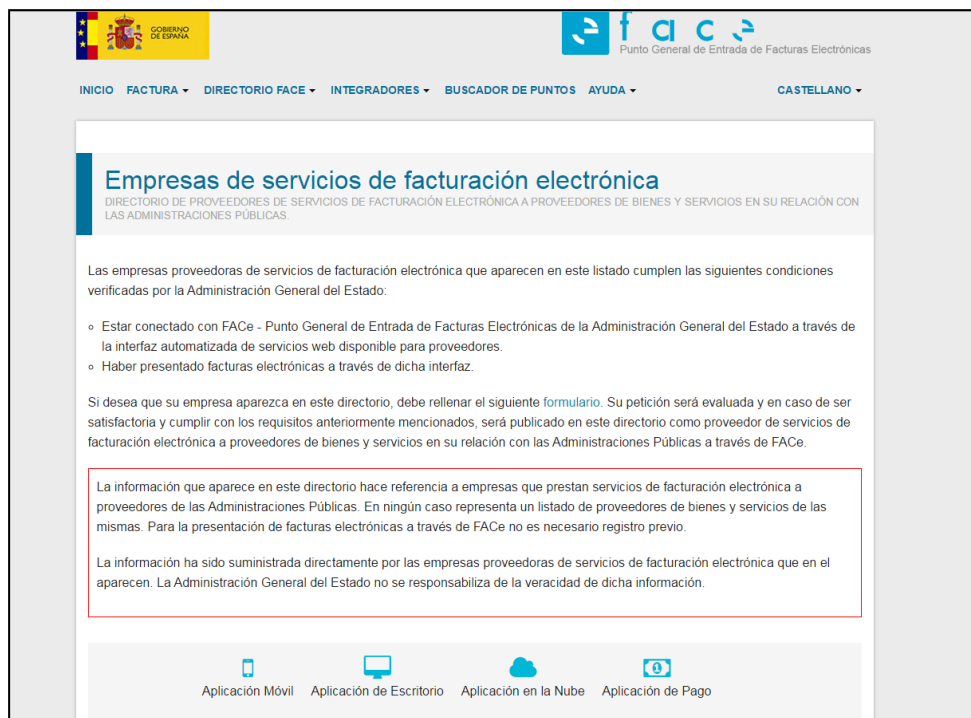 GOBIERNO
DE ESPAÑA
face
Punto General de Entrada de Facturas Electrónicas
INICIO FACTURA DIRECTORIO FACE INTEGRADORES BUSCADOR DE PUNTOS AYUDA CASTELLANO
Empresas de servicios de facturación electrónica
DIRECTORIO DE PROVEEDORES DE SERVICIOS DE FACTURACIÓN ELECTRÓNICA A PROVEEDORES DE BIENES Y SERVICIOS EN SU RELACIÓN CON
LAS ADMINISTRACIONES PÚBLICAS.
Las empresas proveedoras de servicios de facturación electrónica que aparecen en este listado cumplen las siguientes condiciones
verificadas por la Administración General del Estado:
Estar conectado con FACe - Punto General de Entrada de Facturas Electrónicas de la Administración General del Estado a través de
la interfaz automatizada de servicios web disponible para proveedores.
Haber presentado facturas electrónicas a través de dicha interfaz.
Si desea que su empresa aparezca en este directorio, debe rellenar el siguiente formulario. Su petición será evaluada y en caso de ser
satisfactoria y cumplir con los requisitos anteriormente mencionados, será publicado en este directorio como proveedor de servicios de
facturación electrónica a proveedores de bienes y servicios en su relación con las Administraciones Públicas a través de FACe.
La información que aparece en este directorio hace referencia a empresas que prestan servicios de facturación electrónica a
proveedores de las Administraciones Públicas. En ningún caso representa un listado de proveedores de bienes y servicios de las
mismas. Para la presentación de facturas electrónicas a través de FACe no es necesario registro previo.
La información ha sido suministrada directamente por las empresas proveedoras de servicios de facturación electrónica que en el
aparecen. La Administración General del Estado no se responsabiliza de la veracidad de dicha información.
Aplicación Móvil Aplicación de Escritorio Aplicación en la Nube Aplicación de Pago